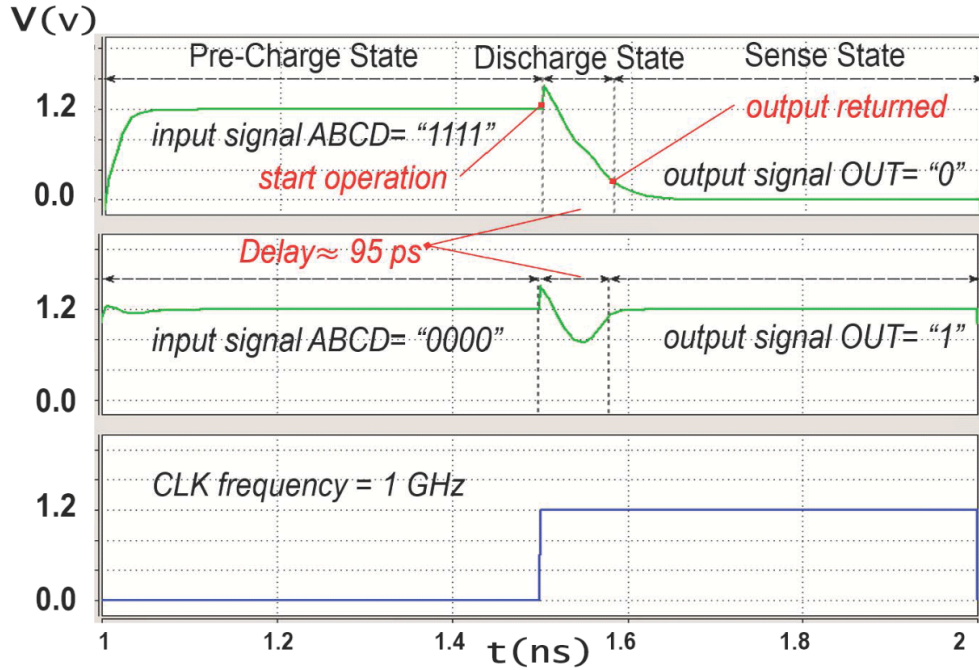 V(v)
Pre-Charge State Discharge State Sense State
1.2
input signal ABCD= “1111”
output returned
start operation
output signal OUT= “0”
0.0
Delay≈ 95 ps
1.2
input signal ABCD= “0000”
output signal OUT= “1”
0.0
CLK frequency = 1 GHz
1.2
0.0
1 1.2 1.4 1.6 1.8 2
t(ns)